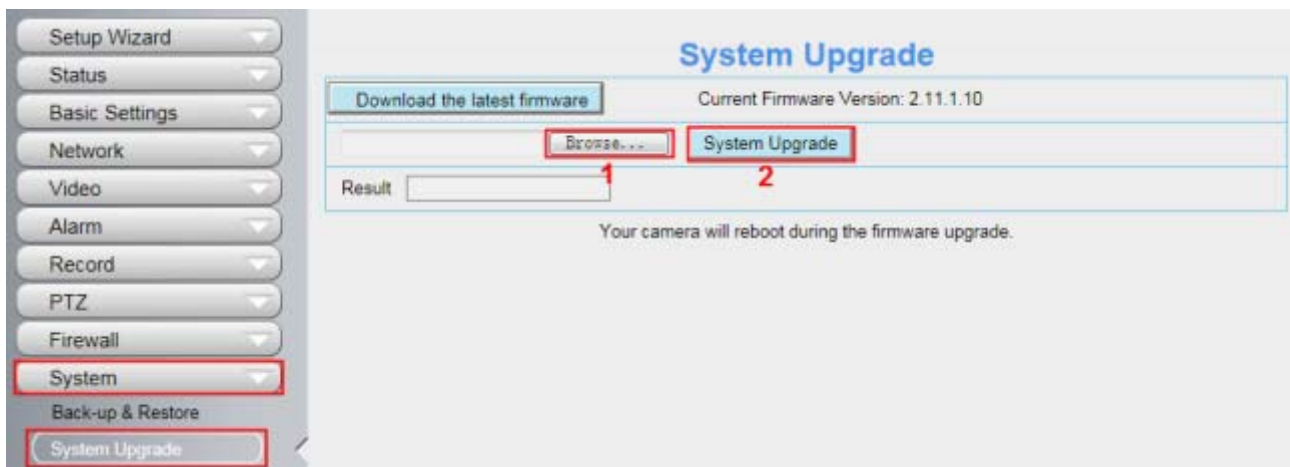 Setup Wizard
Status
Basic Settings
Network
Video
Alarm
Record
PTZ
Firewall
System
Back-up & Restore
System Upgrade
System Upgrade
Download the latest firmware Current Firmware Version: 2.11.1.10
Browse... System Upgrade
1 2
Result
Your camera will reboot during the firmware upgrade.